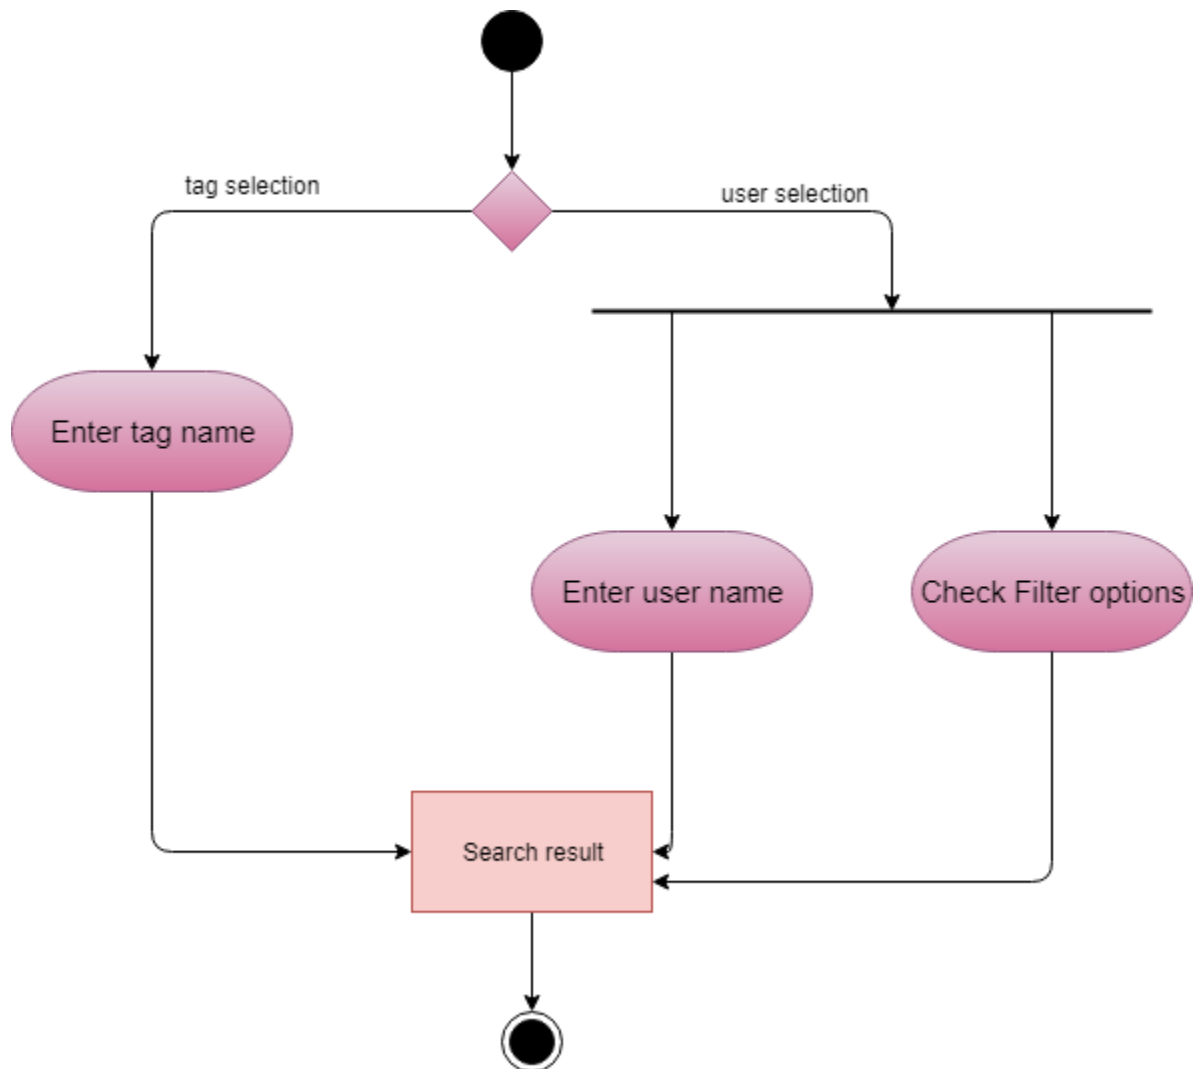 tag selection
user selection
Enter tag name
Enter user name
Check Filter options
Search result